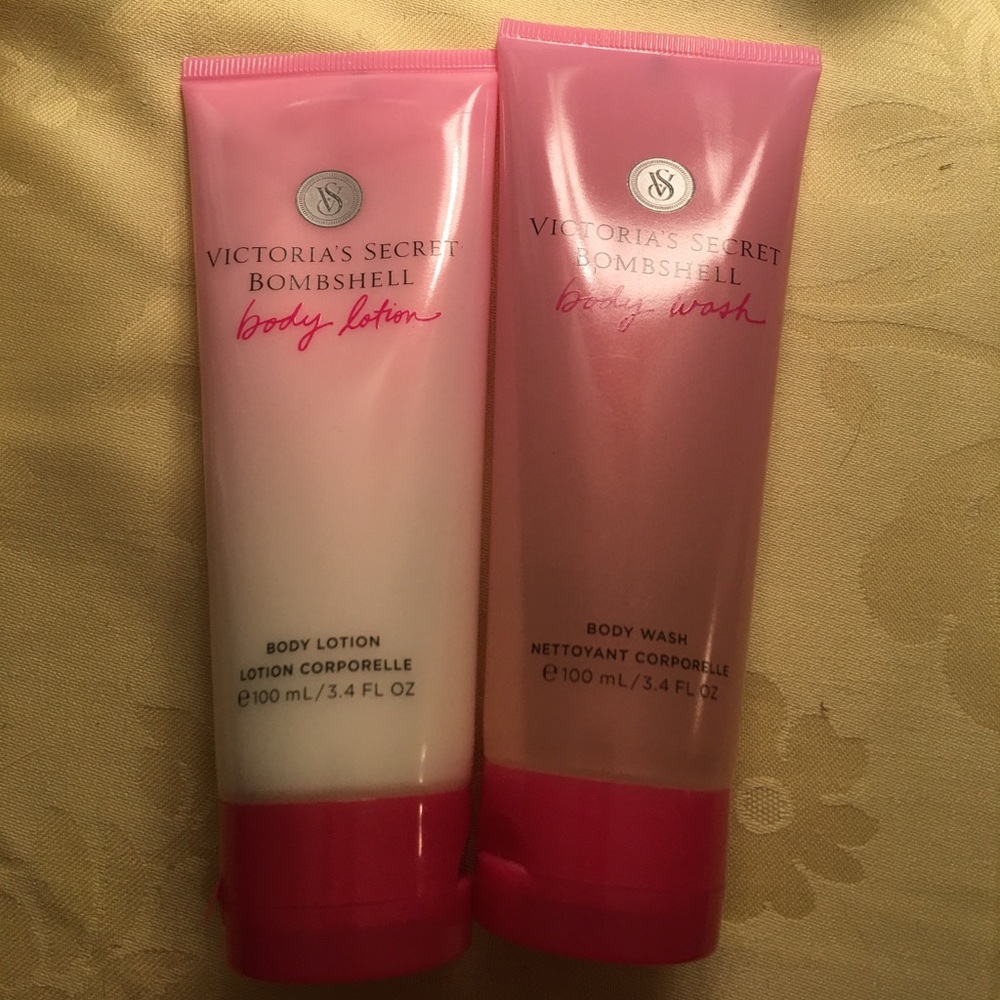 VS
VICTORIA'S SECRET
BOMBSHELL
body lotion
BODY LOTION
LOTION CORPORELLE
℮100 mL/3.4 FL OZ
VS
VICTORIA'S SECRET
BOMBSHELL
body wash
BODY WASH
NETTOYANT CORPORELLE
℮100 mL/3.4 FL OZ